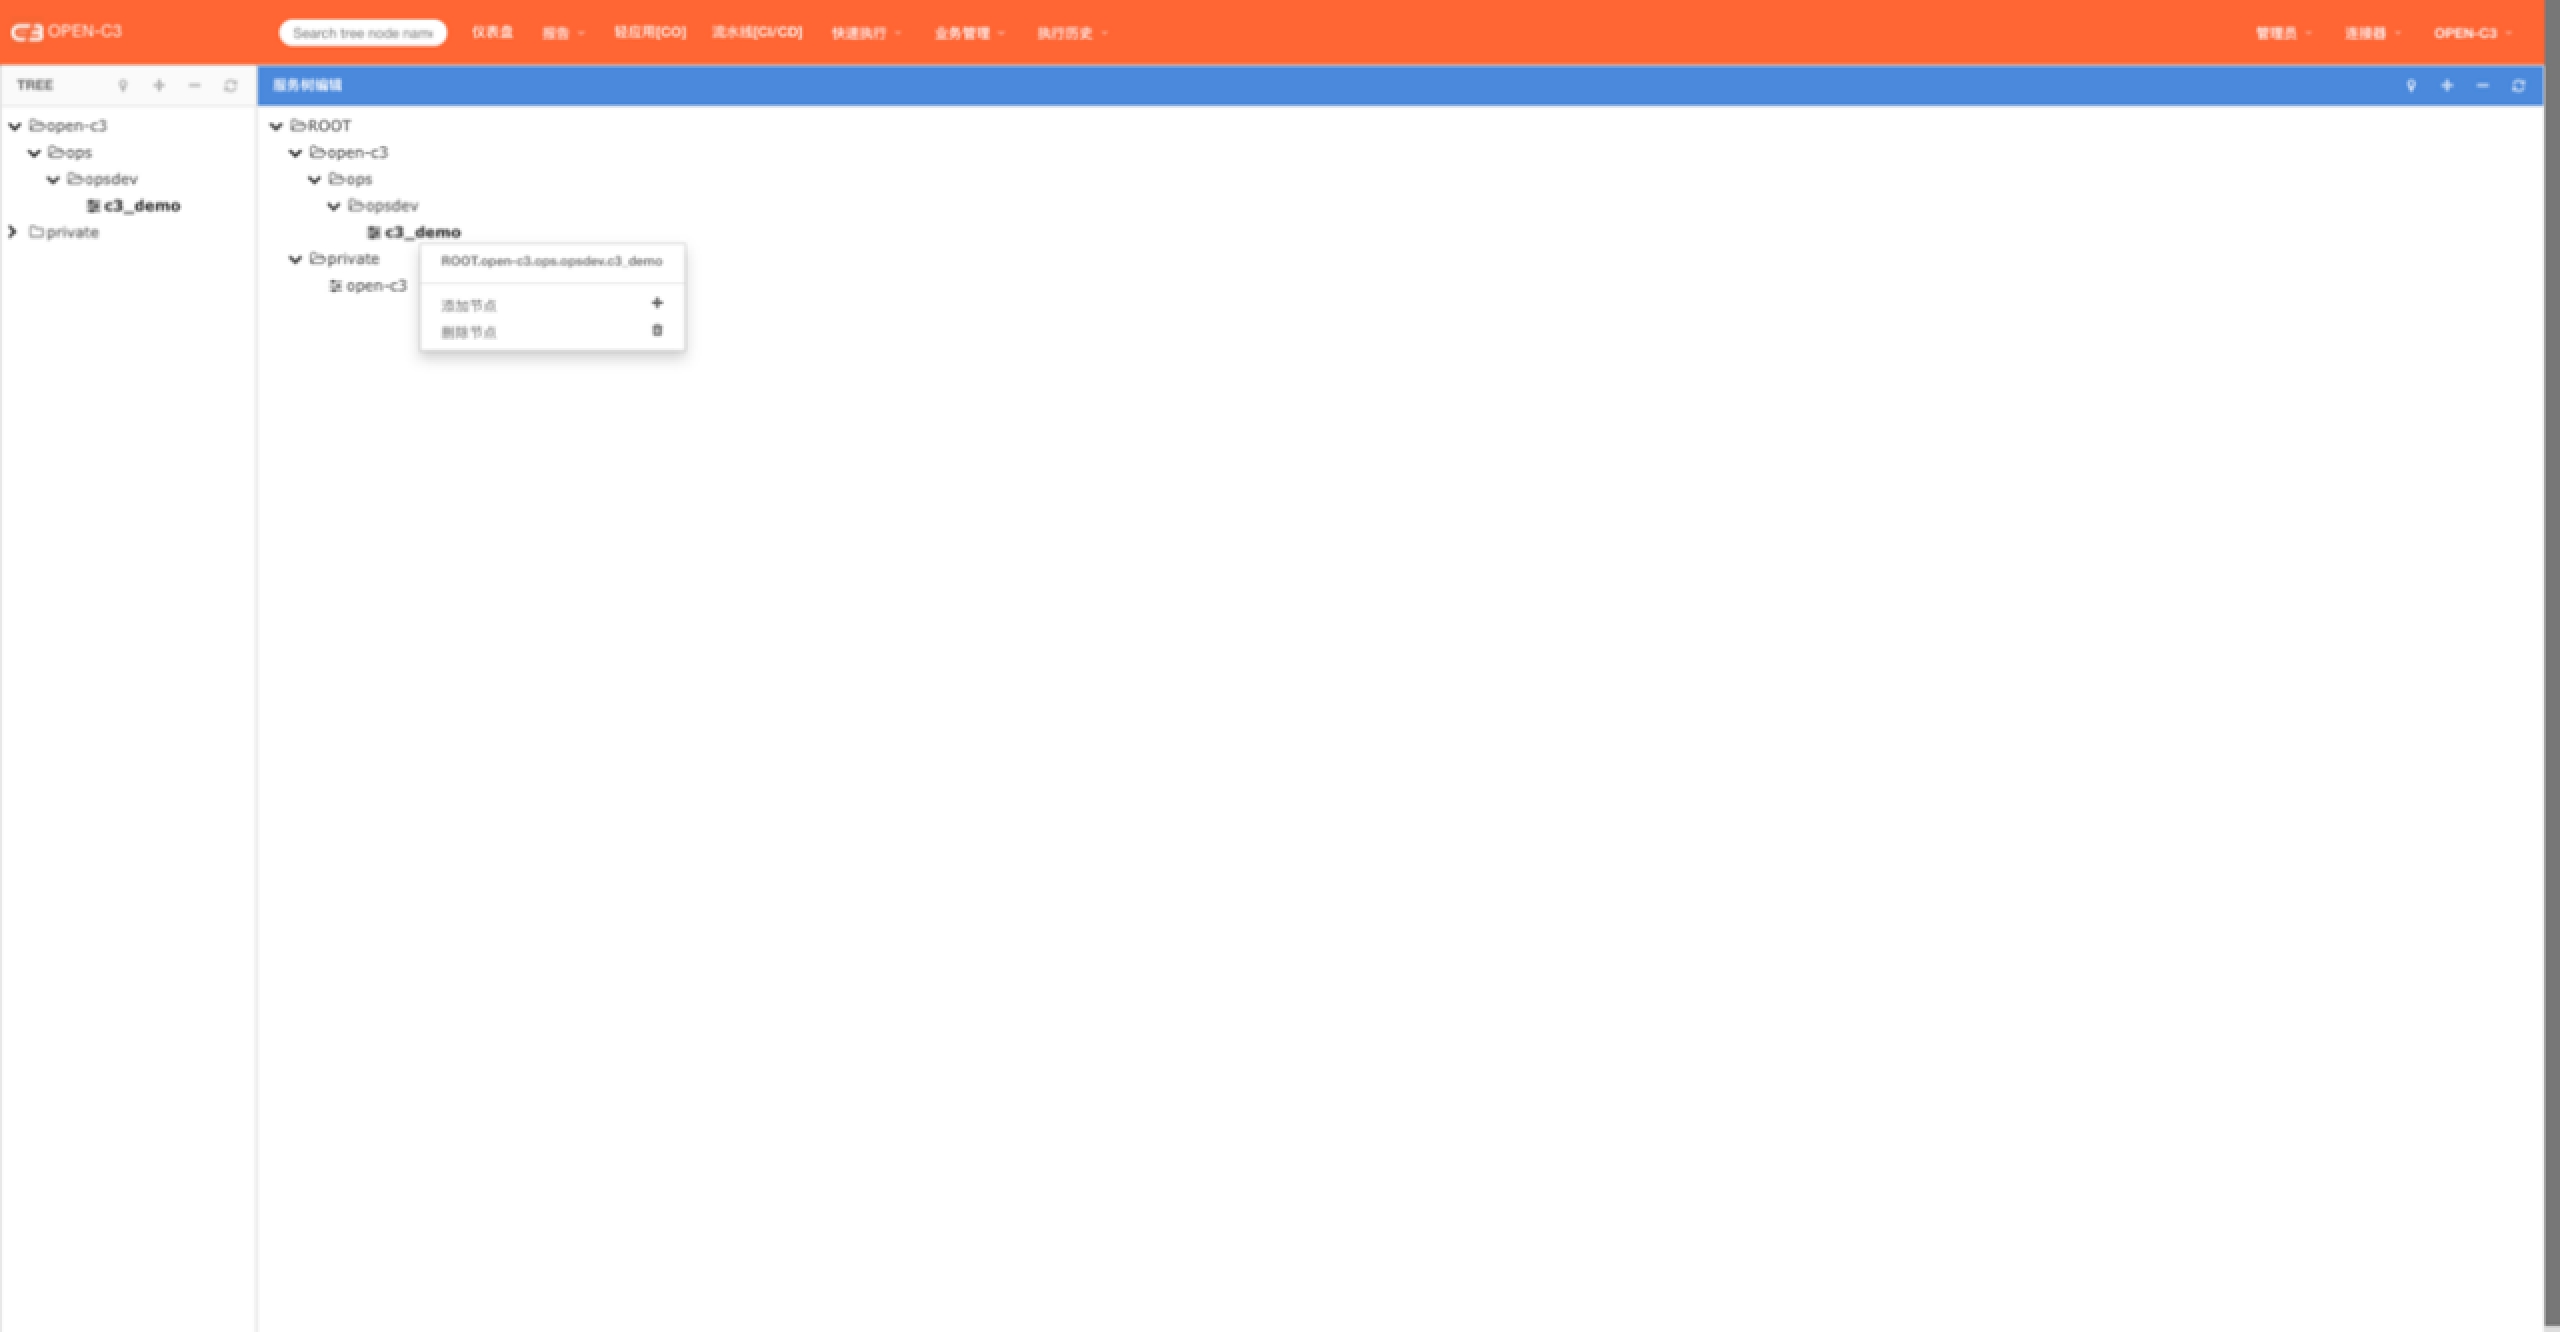 C3 OPEN-C3 Search tree node name 仪表盘 报告 轻应用[CO] 流水线[CI/CD] 快速执行 业务管理 执行历史 管理员 连接器 OPEN-C3
TREE
服务树编辑
open-c3
ops
opsdev
c3_demo
private
ROOT
open-c3
ops
opsdev
c3_demo
private
open-c3
ROOT.open-c3.ops.opsdev.c3_demo
添加节点
删除节点